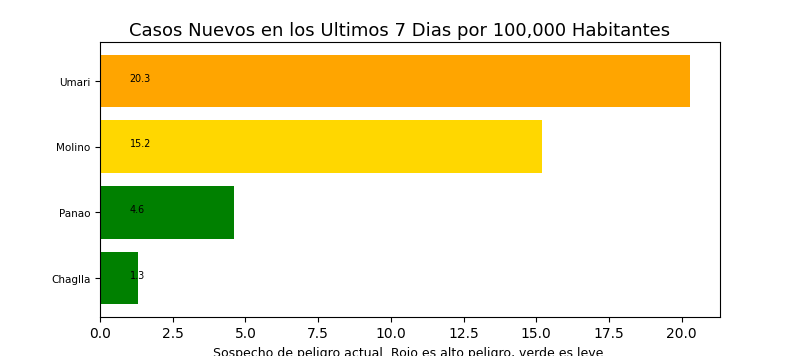 Casos Nuevos en los Ultimos 7 Dias por 100,000 Habitantes
Umari
20.3
Molino
15.2
Panao
4.6
Chaglla
1.3
0.0 2.5 5.0 7.5 10.0 12.5 15.0 17.5 20.0
Sospecho de peligro actual. Rojo es alto peligro, verde es leve